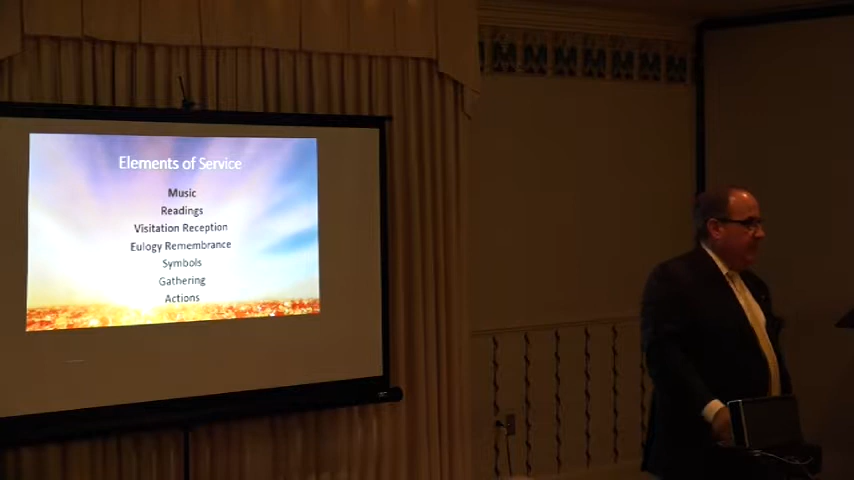 Elements of Service
Music
Readings
Visitation Reception
Eulogy Remembrance
Symbols
Gathering
Actions